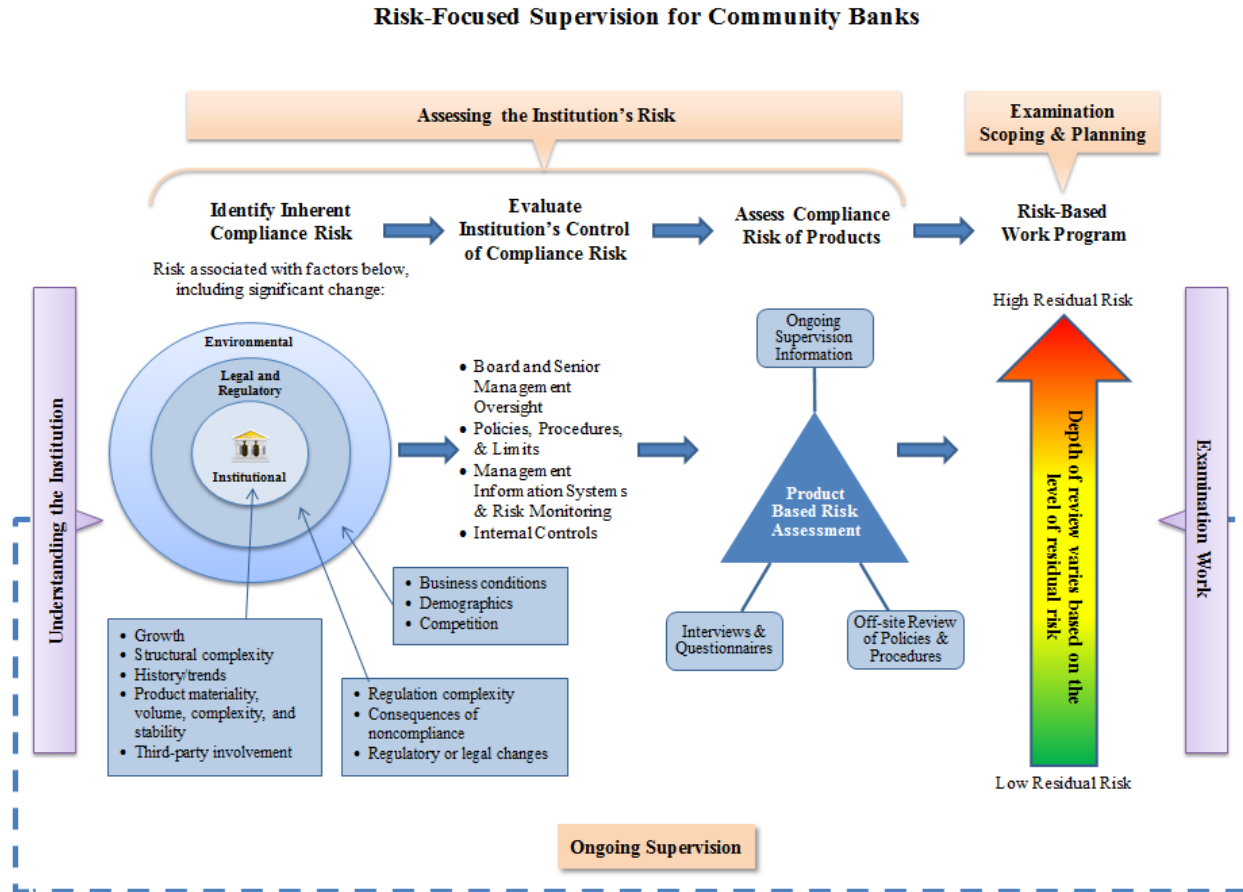 Risk-Focused Supervision for Community Banks
Assessing the Institution's Risk
Examination
Scoping & Planning
Identify Inherent
Compliance Risk
Evaluate
Institution's Control
of Compliance Risk
Assess Compliance
Risk of Products
Risk-Based
Work Program
Risk associated with factors below,
including significant change:
Understanding the Institution
Environmental
Legal and
Regulatory
Institutional
• Growth
• Structural complexity
• History/trends
• Product materiality,
volume, complexity, and
stability
• Third-party involvement
• Regulation complexity
• Consequences of
noncompliance
• Regulatory or legal changes
• Business conditions
• Demographics
• Competition
• Board and Senior
Management
Oversight
• Policies, Procedures,
& Limits
• Management
Information Systems
& Risk Monitoring
• Internal Controls
Ongoing
Supervision
Information
Product
Based Risk
Assessment
Interviews &
Questionnaires
Off-site Review
of Policies &
Procedures
High Residual Risk
Depth of review varies based on the
level of residual risk
Low Residual Risk
Examination Work
Ongoing Supervision